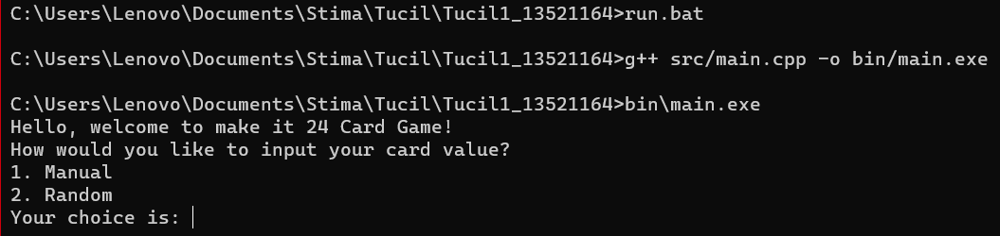 C:\Users\Lenovo\Documents\Stima\Tucil\Tucil1_13521164>run.bat
C:\Users\Lenovo\Documents\Stima\Tucil\Tucil1_13521164>g++ src/main.cpp -o bin/main.exe
C:\Users\Lenovo\Documents\Stima\Tucil\Tucil1_13521164>bin\main.exe
Hello, welcome to make it 24 Card Game!
How would you like to input your card value?
1. Manual
2. Random
Your choice is: